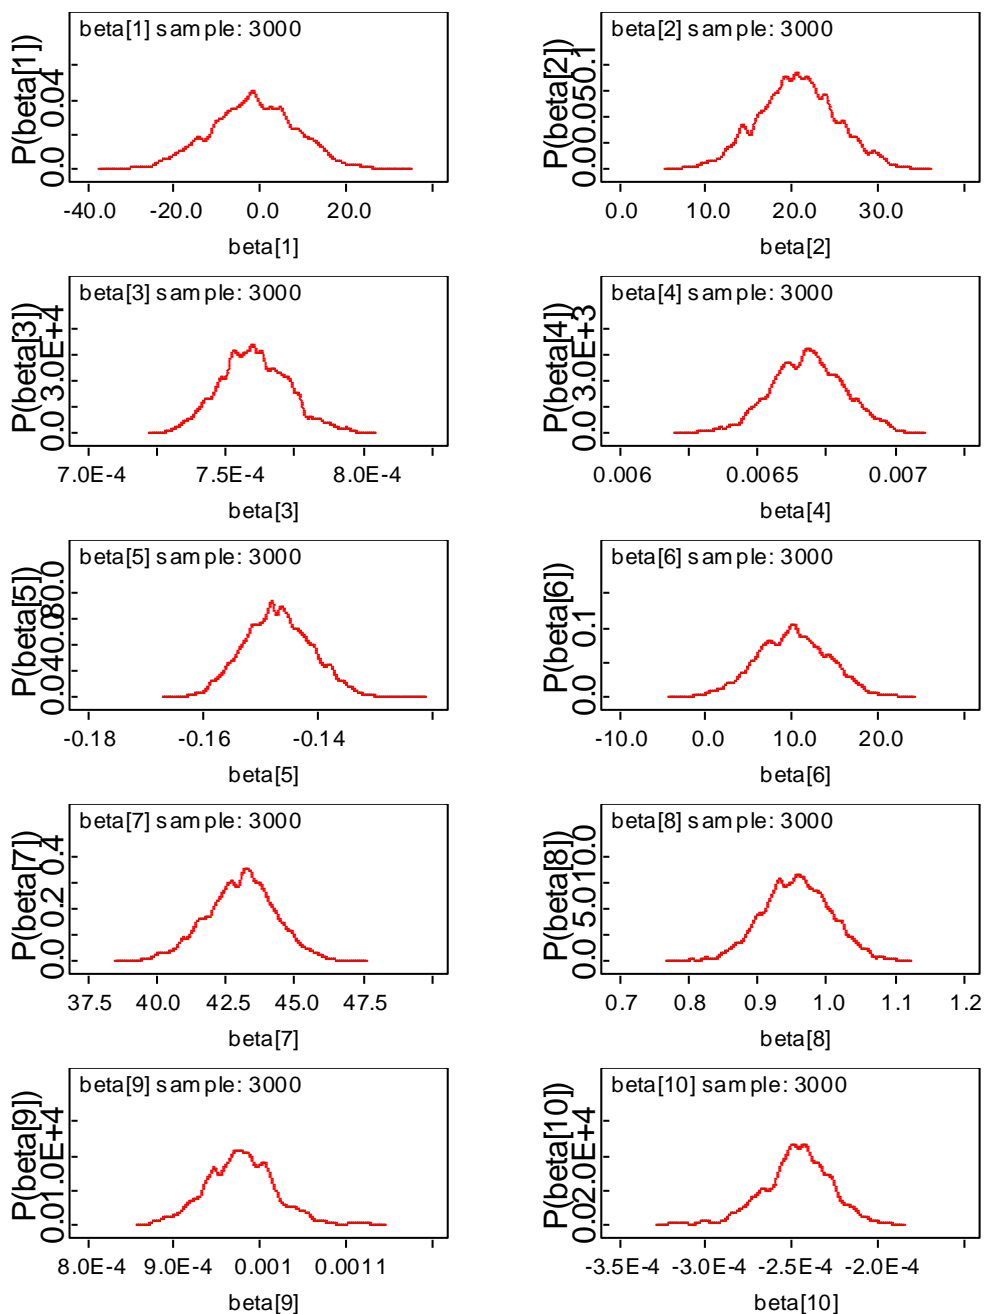 beta[1] sample: 3000
P(beta[1])
0.0 0.04
-40.0 -20.0 0.0 20.0
beta[1]
beta[2] sample: 3000
P(beta[2])
0.0 0.05 0.1
0.0 10.0 20.0 30.0
beta[2]
beta[3] sample: 3000
P(beta[3])
0.0 3.0E+4
7.0E-4 7.5E-4 8.0E-4
beta[3]
beta[4] sample: 3000
P(beta[4])
0.0 3.0E+3
0.006 0.0065 0.007
beta[4]
beta[5] sample: 3000
P(beta[5])
0.0 40.0 80.0
-0.18 -0.16 -0.14
beta[5]
beta[6] sample: 3000
P(beta[6])
0.0 0.1
-10.0 0.0 10.0 20.0
beta[6]
beta[7] sample: 3000
P(beta[7])
0.0 0.2 0.4
37.5 40.0 42.5 45.0 47.5
beta[7]
beta[8] sample: 3000
P(beta[8])
0.0 5.0 10.0
0.7 0.8 0.9 1.0 1.1 1.2
beta[8]
beta[9] sample: 3000
P(beta[9])
0.0 1.0E+4
8.0E-4 9.0E-4 0.001 0.0011
beta[9]
beta[10] sample: 3000
P(beta[10])
0.0 2.0E+4
-3.5E-4 -3.0E-4 -2.5E-4 -2.0E-4
beta[10]